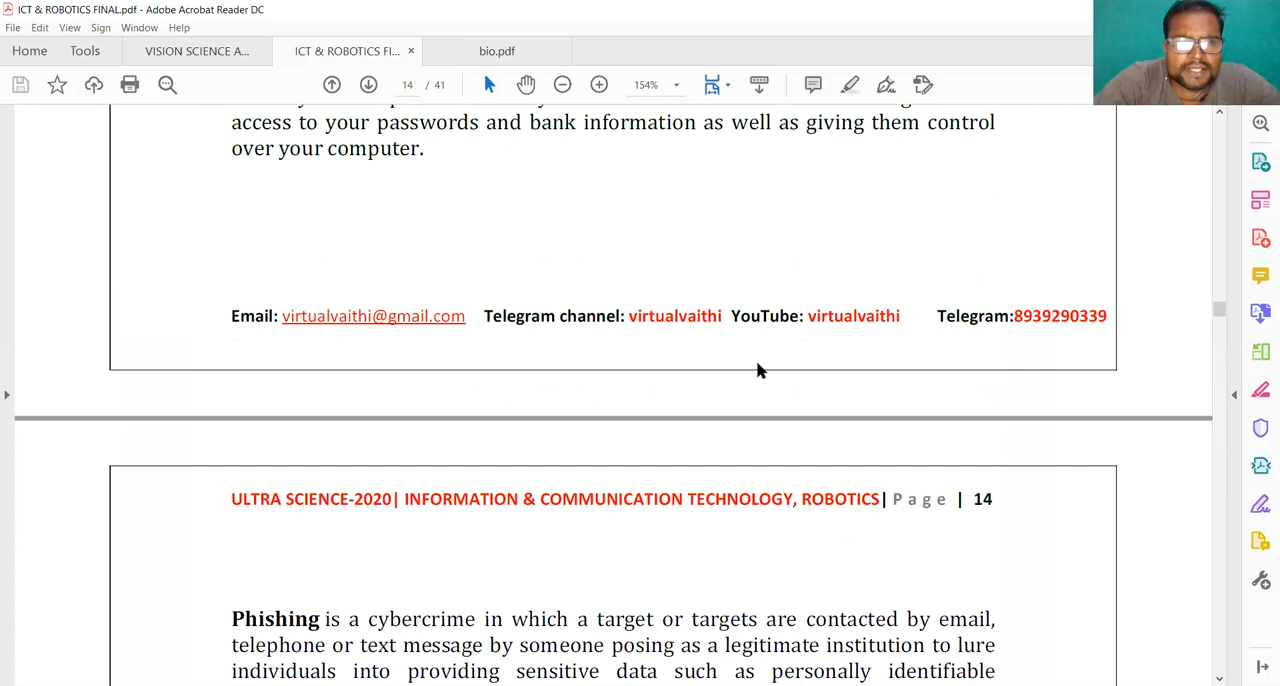 ICT & ROBOTICS FINAL.pdf - Adobe Acrobat Reader DC
File Edit View Sign Window Help
Home Tools VISION SCIENCE A... ICT & ROBOTICS FI... × bio.pdf
14 / 41 154%
access to your passwords and bank information as well as giving them control
over your computer.
Email: virtualvaithi@gmail.com Telegram channel: virtualvaithi YouTube: virtualvaithi Telegram:8939290339
ULTRA SCIENCE-2020| INFORMATION & COMMUNICATION TECHNOLOGY, ROBOTICS| Page | 14
Phishing is a cybercrime in which a target or targets are contacted by email,
telephone or text message by someone posing as a legitimate institution to lure
individuals into providing sensitive data such as personally identifiable